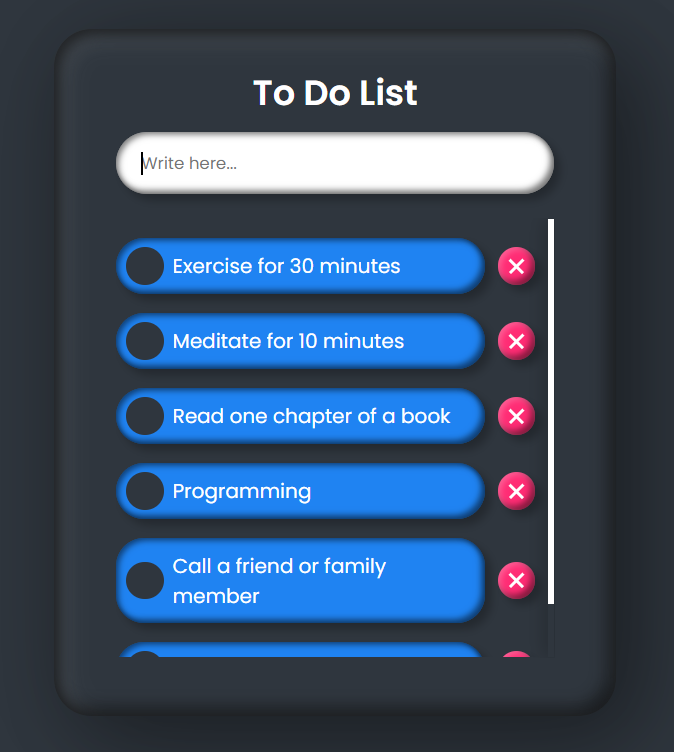 To Do List
Write here...
Exercise for 30 minutes
Meditate for 10 minutes
Read one chapter of a book
Programming
Call a friend or family
member